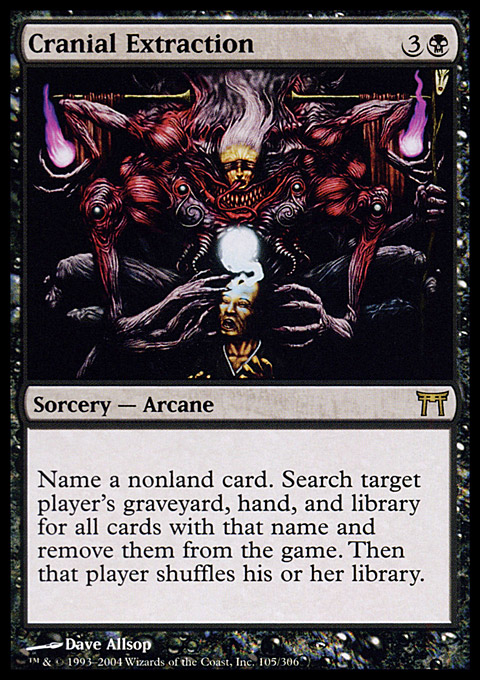 Cranial Extraction 3
Sorcery — Arcane
Name a nonland card. Search target
player's graveyard, hand, and library
for all cards with that name and
remove them from the game. Then
that player shuffles his or her library.
Dave Allsop
™ & © 1993–2004 Wizards of the Coast, Inc. 105/306